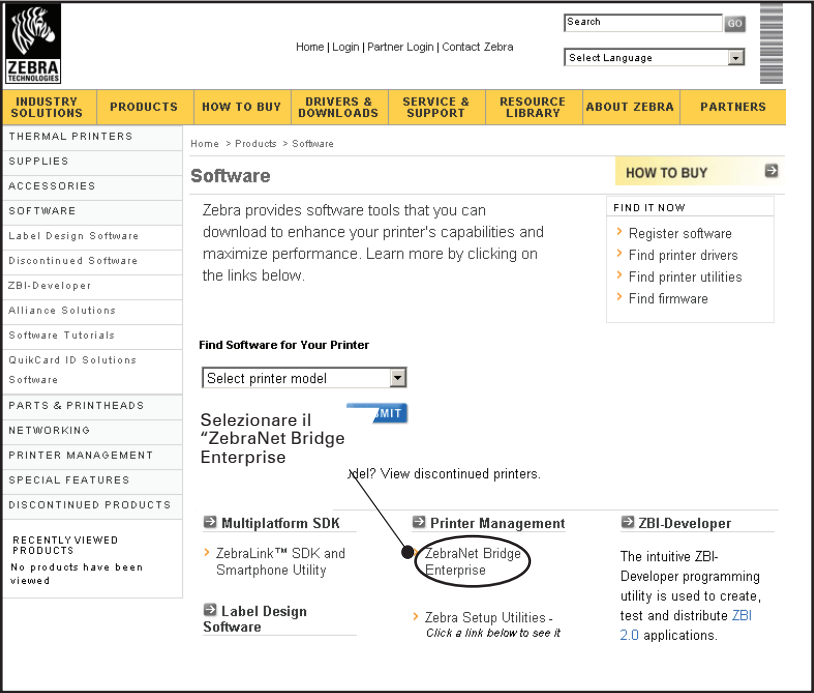 ZEBRA
TECHNOLOGIES
Home | Login | Partner Login | Contact Zebra
Search
GO
Select Language
INDUSTRY SOLUTIONS
PRODUCTS
HOW TO BUY
DRIVERS & DOWNLOADS
SERVICE & SUPPORT
RESOURCE LIBRARY
ABOUT ZEBRA
PARTNERS
THERMAL PRINTERS
SUPPLIES
ACCESSORIES
SOFTWARE
Label Design Software
Discontinued Software
ZBI-Developer
Alliance Solutions
Software Tutorials
QuikCard ID Solutions
Software
PARTS & PRINTHEADS
NETWORKING
PRINTER MANAGEMENT
SPECIAL FEATURES
DISCONTINUED PRODUCTS
RECENTLY VIEWED
PRODUCTS
No products have been
viewed
Home > Products > Software
Software
Zebra provides software tools that you can
download to enhance your printer's capabilities and
maximize performance. Learn more by clicking on
the links below.
HOW TO BUY
FIND IT NOW
> Register software
> Find printer drivers
> Find printer utilities
> Find firmware
Find Software for Your Printer
Select printer model
MIT
Selezionare il
“ZebraNet Bridge
Enterprise
del? View discontinued printers.
Multiplatform SDK
> ZebraLink™ SDK and
Smartphone Utility
Label Design
Software
Printer Management
ZebraNet Bridge
Enterprise
> Zebra Setup Utilities -
Click a link below to see it
ZBI-Developer
The intuitive ZBI-
Developer programming
utility is used to create,
test and distribute ZBI
2.0 applications.